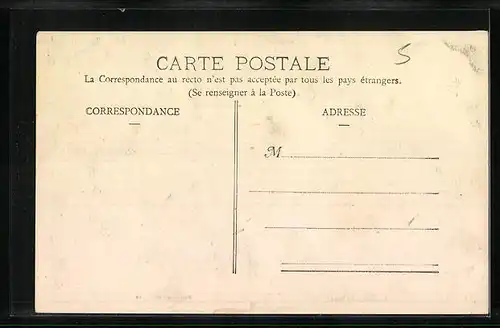 5
CARTE POSTALE
La Correspondance au recto n'est pas acceptée par tous les pays étrangers.
(Se renseigner à la Poste)
CORRESPONDANCE
ADRESSE
M